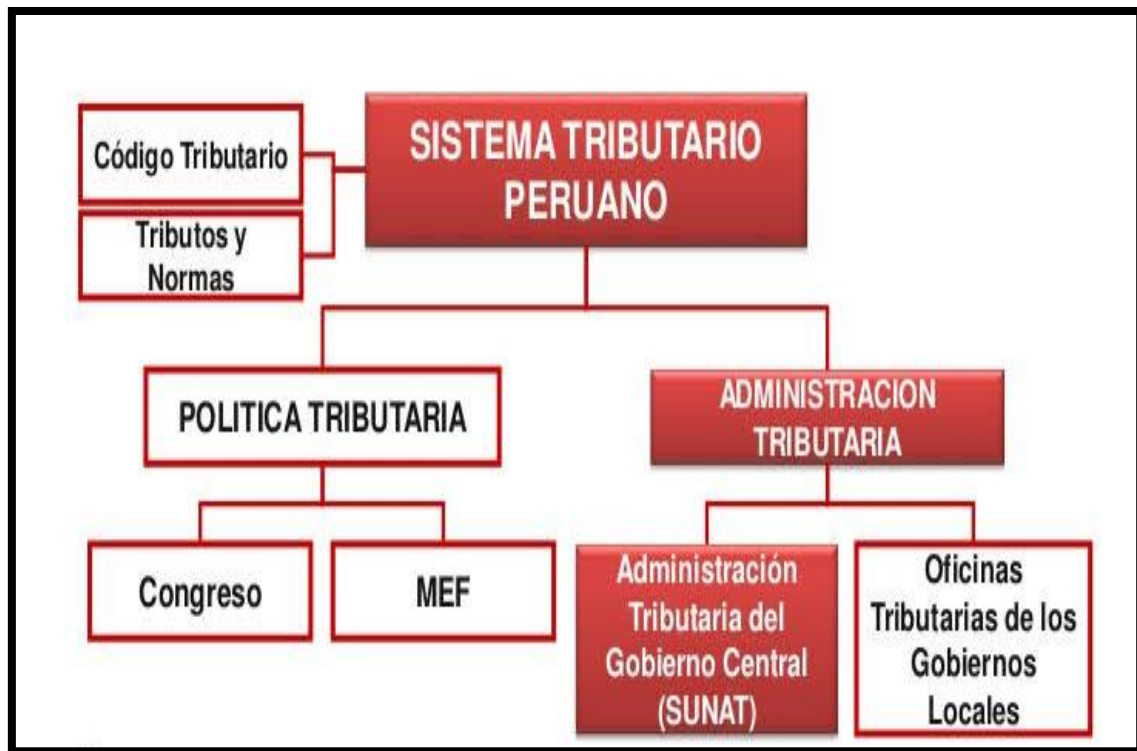 SISTEMA TRIBUTARIO
PERUANO
Código Tributario
Tributos y
Normas
POLITICA TRIBUTARIA
ADMINISTRACION
TRIBUTARIA
Congreso
MEF
Administración
Tributaria del
Gobierno Central
(SUNAT)
Oficinas
Tributarias de los
Gobiernos
Locales